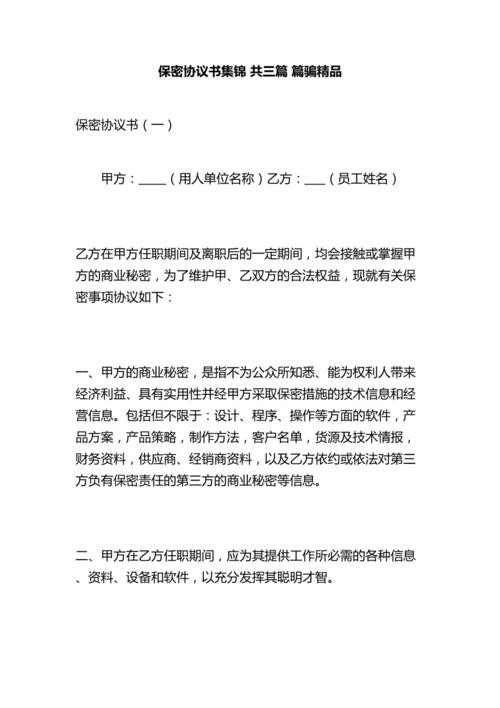 保密协议书集锦 共三篇 篇骗精品
保密协议书（一）
甲方：____（用人单位名称）乙方：___（员工姓名）
乙方在甲方任职期间及离职后的一定期间，均会接触或掌握甲
方的商业秘密，为了维护甲、乙双方的合法权益，现就有关保
密事项协议如下：
一、甲方的商业秘密，是指不为公众所知悉、能为权利人带来
经济利益、具有实用性并经甲方采取保密措施的技术信息和经
营信息。包括但不限于：设计、程序、操作等方面的软件，产
品方案，产品策略，制作方法，客户名单，货源及技术情报，
财务资料，供应商、经销商资料，以及乙方依约或依法对第三
方负有保密责任的第三方的商业秘密等信息。
二、甲方在乙方任职期间，应为其提供工作所必需的各种信息
、资料、设备和软件，以充分发挥其聪明才智。